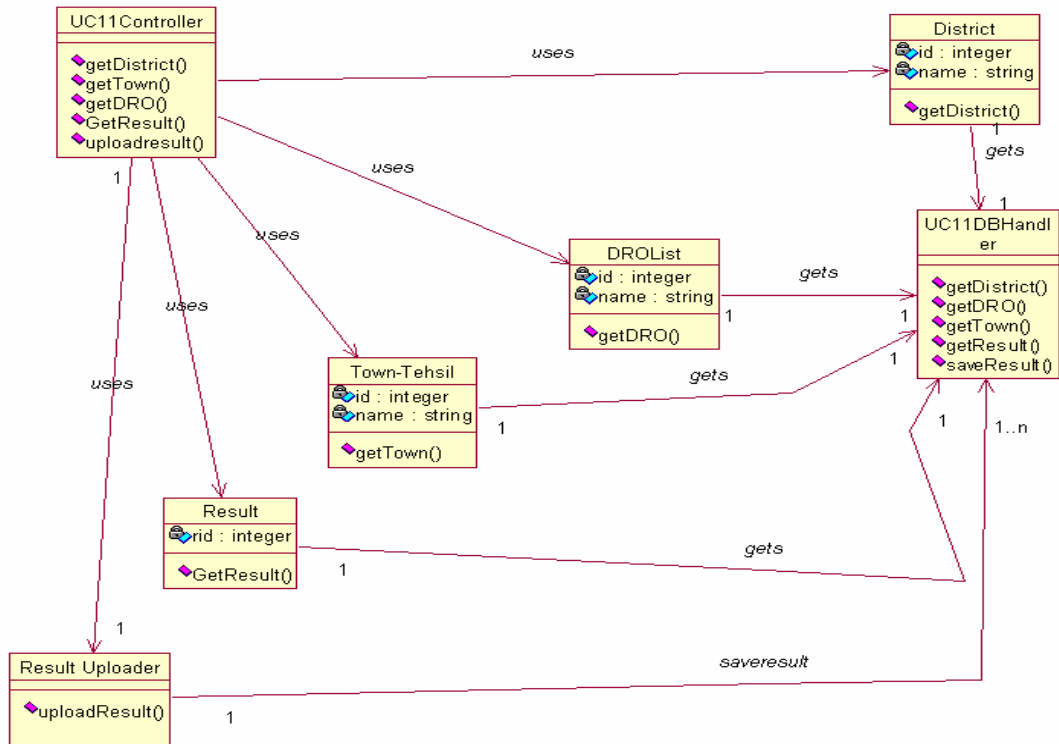 UC11Controller
getDistrict()
getTown()
getDRO()
GetResult()
uploadresult()
1
uses
District
id : integer
name : string
getDistrict()
1
gets
1
uses
UC11DBHandl
er
getDistrict()
getDRO()
getTown()
getResult()
saveResult()
uses
DROList
id : integer
name : string
getDRO()
gets
1
1
uses
Town-Tehsil
id : integer
name : string
getTown()
gets
1
1
uses
Result
rid : integer
GetResult()
gets
1
1
1..n
1
Result Uploader
uploadResult()
saveresult
1